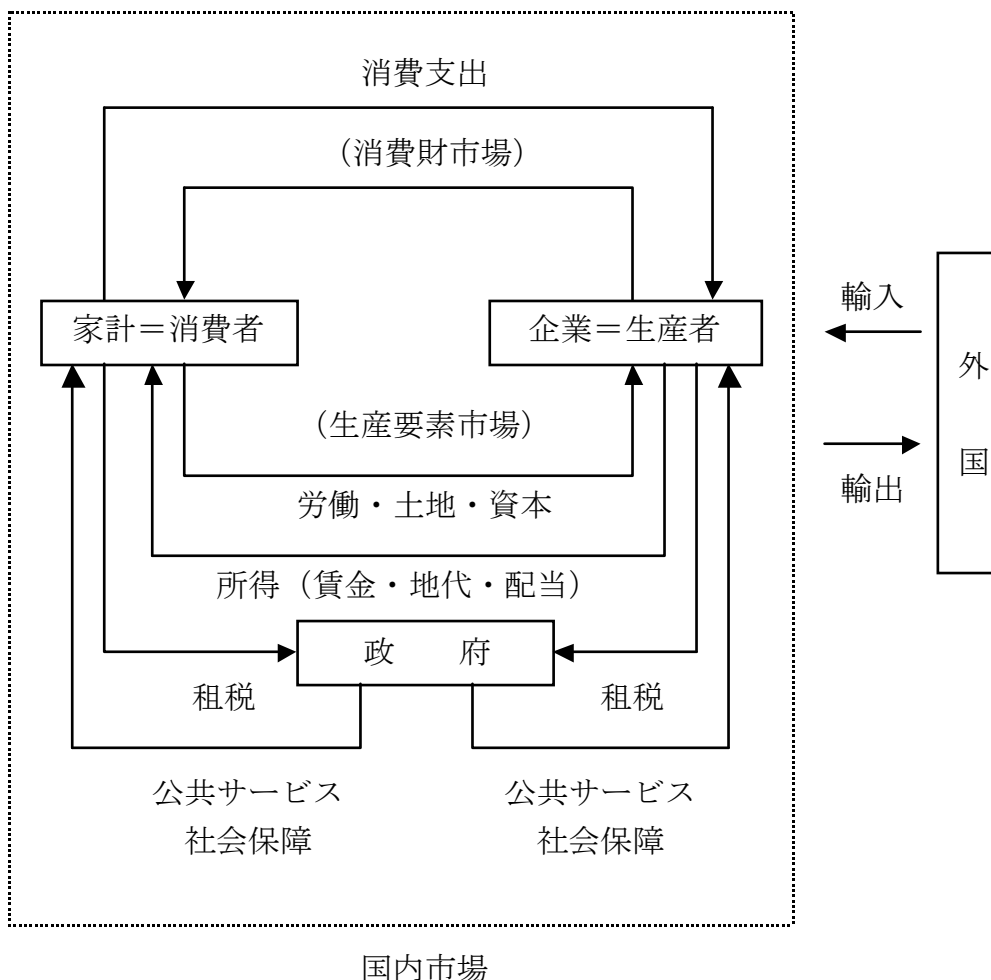 消費支出
（消費財市場）
家計＝消費者
企業＝生産者
輸入
外国
（生産要素市場）
輸出
労働・土地・資本
所得（賃金・地代・配当）
政　府
租税
租税
公共サービス
社会保障
公共サービス
社会保障
国内市場